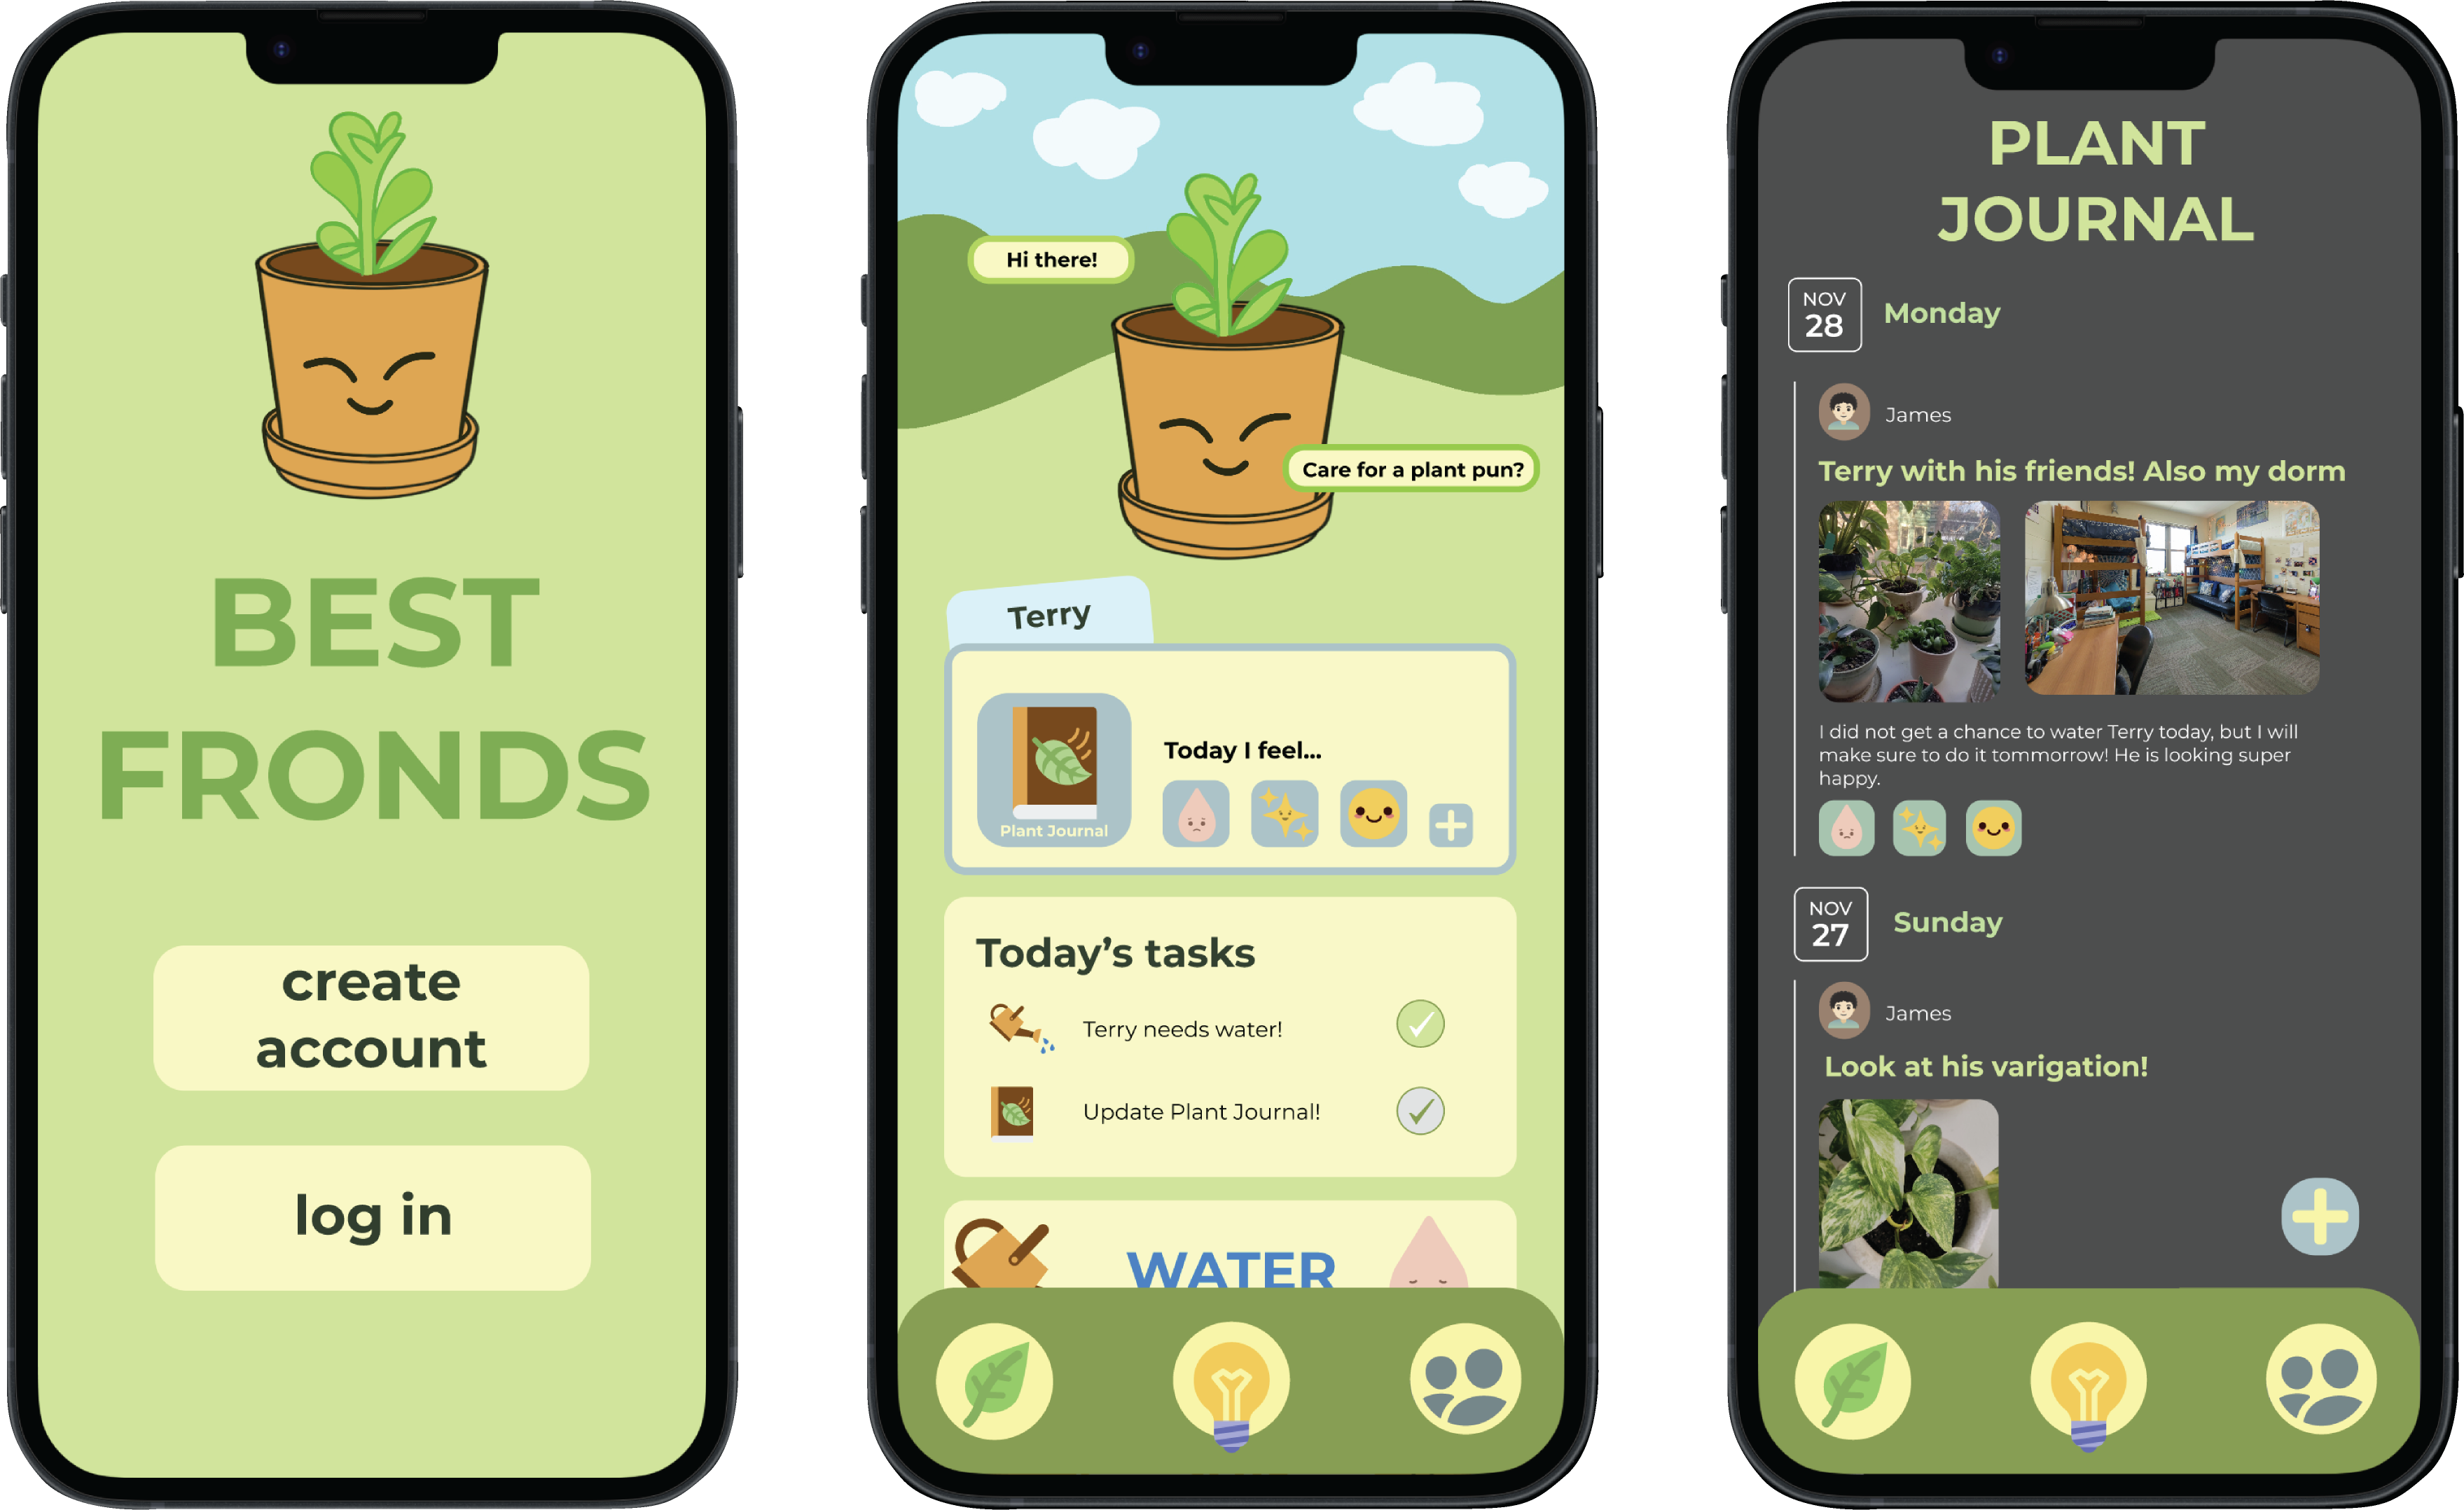 BEST
FRONDS
create
account
log in
Hi there!
Care for a plant pun?
Terry
Today I feel...
Plant Journal
Today's tasks
Terry needs water!
Update Plant Journal!
WATER
PLANT
JOURNAL
NOV
28
Monday
James
Terry with his friends! Also my dorm
I did not get a chance to water Terry today, but I will
make sure to do it tommorrow! He is looking super
happy.
NOV
27
Sunday
James
Look at his varigation!